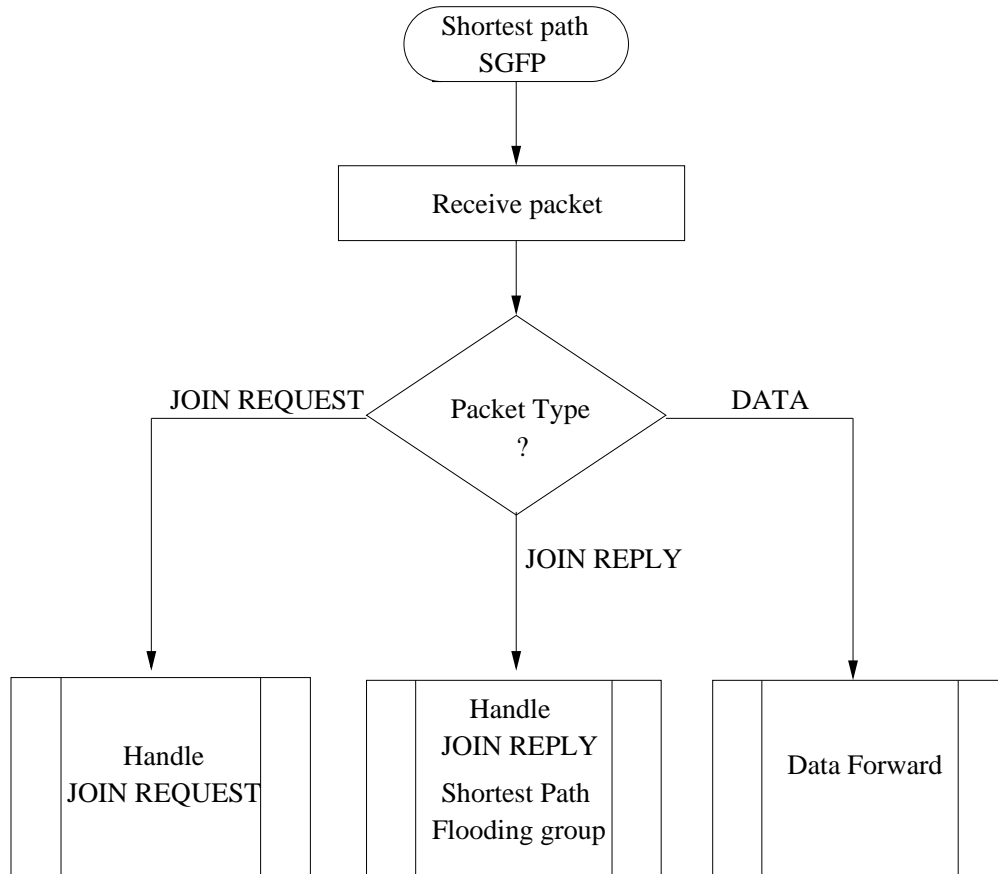 Shortest path
SGFP
Receive packet
JOIN REQUEST
DATA
Packet Type
?
JOIN REPLY
Handle
JOIN REQUEST
Handle
JOIN REPLY
Shortest Path
Flooding group
Data Forward